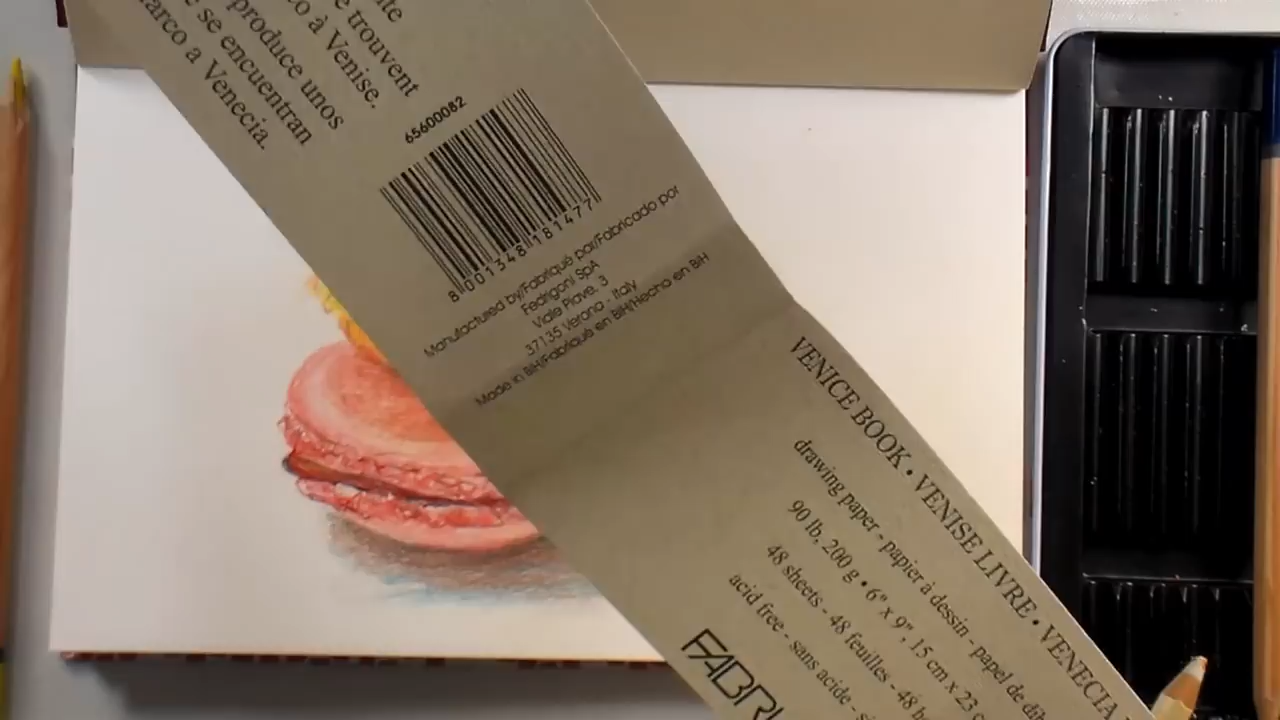 trouvent
à Venise.
produce unos
se encuentran
a Venecia.
65600082
8 001348 181477
Manufactured by/Fabriqué par/Fabricado por
Fedrigoni SpA
Viale Piave, 3
37135 Verona - Italy
Made in BiH/Fabriqué en BiH/Hecho en BiH
VENICE BOOK • VENISE LIVRE • VENECIA
drawing paper - papier à dessin - papel de
90 lb, 200 g • 6" x 9", 15 cm x 23
48 sheets - 48 feuilles - 48
acid free - sans acide -
FABRI